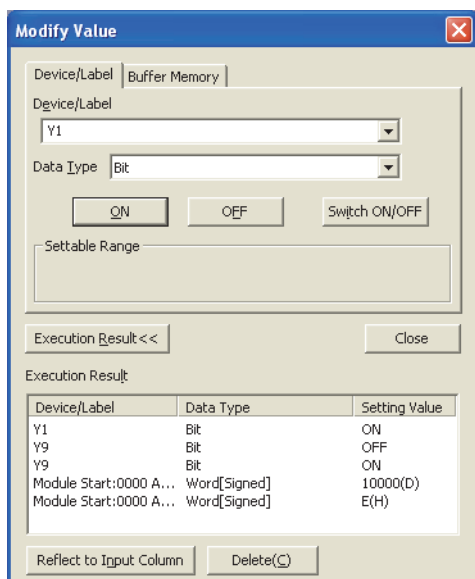 Modify Value
Device/Label Buffer Memory
Device/Label
Y1
Data Type Bit
ON OFF Switch ON/OFF
Settable Range
Execution Result<< Close
Execution Result
Device/Label Data Type Setting Value
Y1 Bit ON
Y9 Bit OFF
Y9 Bit ON
Module Start:0000 A... Word[Signed] 10000(D)
Module Start:0000 A... Word[Signed] E(H)
Reflect to Input Column Delete(C)